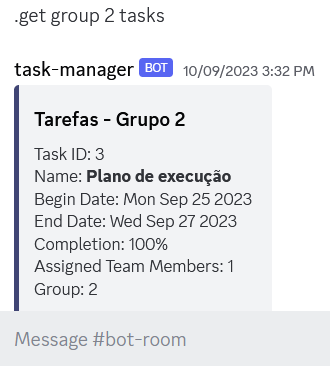 .get group 2 tasks
task-manager BOT 10/09/2023 3:32 PM
Tarefas - Grupo 2
Task ID: 3
Name: Plano de execução
Begin Date: Mon Sep 25 2023
End Date: Wed Sep 27 2023
Completion: 100%
Assigned Team Members: 1
Group: 2
Message #bot-room